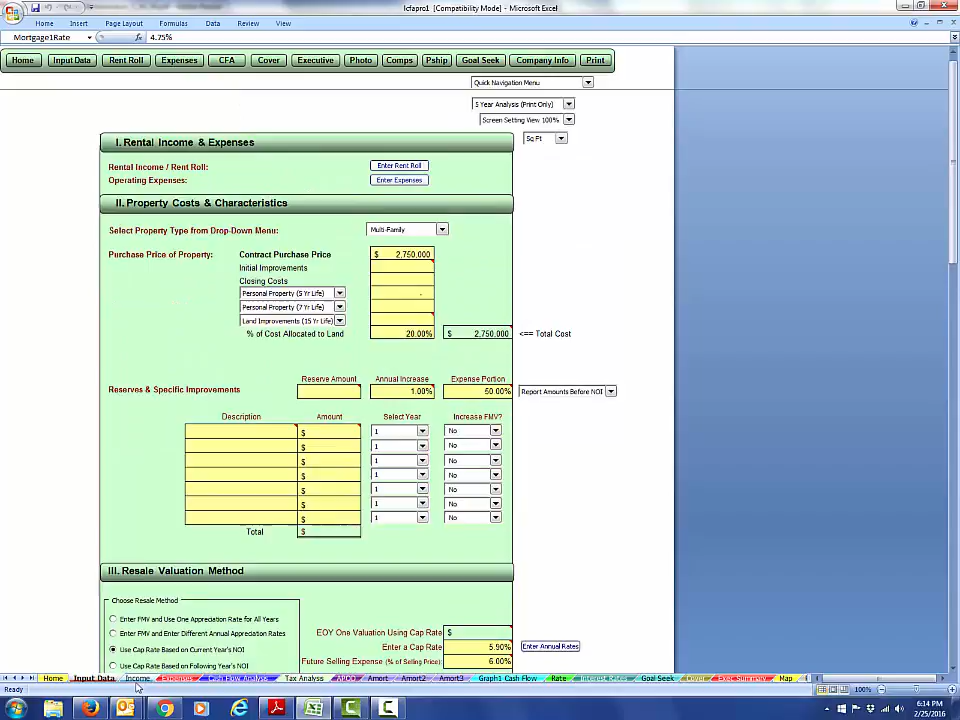 lcfapro1 [Compatibility Mode] - Microsoft Excel
Home Insert Page Layout Formulas Data Review View
Mortgage1Rate fx 4.75%
Home Input Data Rent Roll Expenses CFA Cover Executive Photo Comps Pship Goal Seek Company Info Print
Quick Navigation Menu
5 Year Analysis (Print Only)
Screen Setting View 100%
I. Rental Income & Expenses
Sq Ft
Rental Income / Rent Roll: Enter Rent Roll
Operating Expenses: Enter Expenses
II. Property Costs & Characteristics
Select Property Type from Drop-Down Menu: Multi-Family
Purchase Price of Property: Contract Purchase Price $ 2,750,000
Initial Improvements
Closing Costs
Personal Property (5 Yr Life) -
Personal Property (7 Yr Life)
Land Improvements (15 Yr Life)
% of Cost Allocated to Land 20.00% $ 2,750,000 <== Total Cost
Reserve Amount Annual Increase Expense Portion
Reserves & Specific Improvements 1.00% 50.00% Report Amounts Before NOI
Description Amount Select Year Increase FMV?
$ 1 No
$ 1 No
$ 1 No
$ 1 No
$ 1 No
$ 1 No
$ 1 No
Total $
III. Resale Valuation Method
Choose Resale Method
Enter FMV and Use One Appreciation Rate for All Years
Enter FMV and Enter Different Annual Appreciation Rates
EOY One Valuation Using Cap Rate $
Use Cap Rate Based on Current Year's NOI
Enter a Cap Rate 5.90% Enter Annual Rates
Use Cap Rate Based on Following Year's NOI
Future Selling Expense (% of Selling Price) 6.00%
Home Input Data Income Expenses Cash Flow Analysis Tax Analysis APOD Amort Amort2 Amort3 Graph1 Cash Flow Rate Interest Rates Goal Seek Cover Exec Summary Map
Ready 100%
6:14 PM
2/25/2016